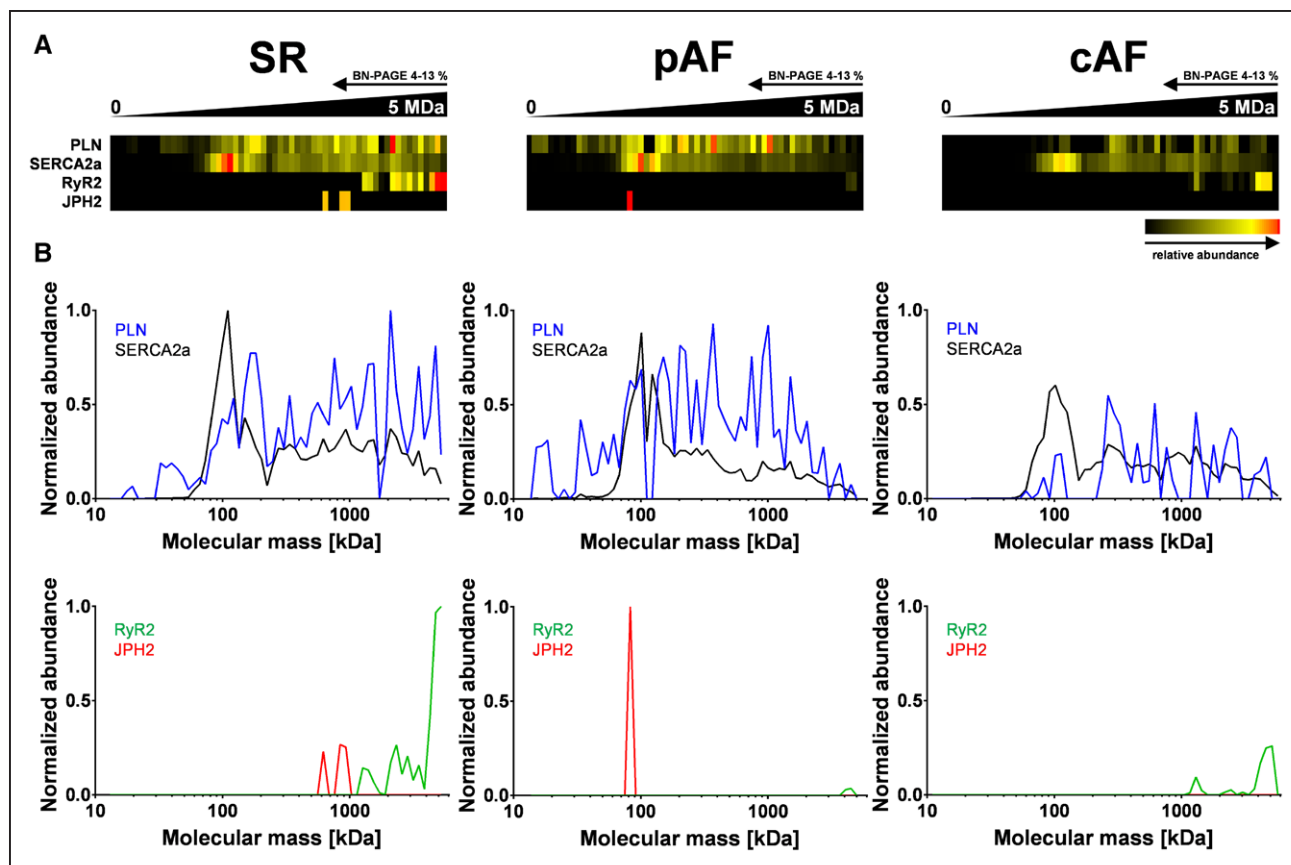 A
SR
pAF
cAF
BN-PAGE 4-13 %
BN-PAGE 4-13 %
BN-PAGE 4-13 %
0
5 MDa
0
5 MDa
0
5 MDa
PLN
SERCA2a
RyR2
JPH2
relative abundance
B
Normalized abundance
1.0
0.5
0.0
PLN
SERCA2a
10
100
1000
Molecular mass [kDa]
Normalized abundance
1.0
0.5
0.0
PLN
SERCA2a
10
100
1000
Molecular mass [kDa]
Normalized abundance
1.0
0.5
0.0
PLN
SERCA2a
10
100
1000
Molecular mass [kDa]
Normalized abundance
1.0
0.5
0.0
RyR2
JPH2
10
100
1000
Molecular mass [kDa]
Normalized abundance
1.0
0.5
0.0
RyR2
JPH2
10
100
1000
Molecular mass [kDa]
Normalized abundance
1.0
0.5
0.0
RyR2
JPH2
10
100
1000
Molecular mass [kDa]